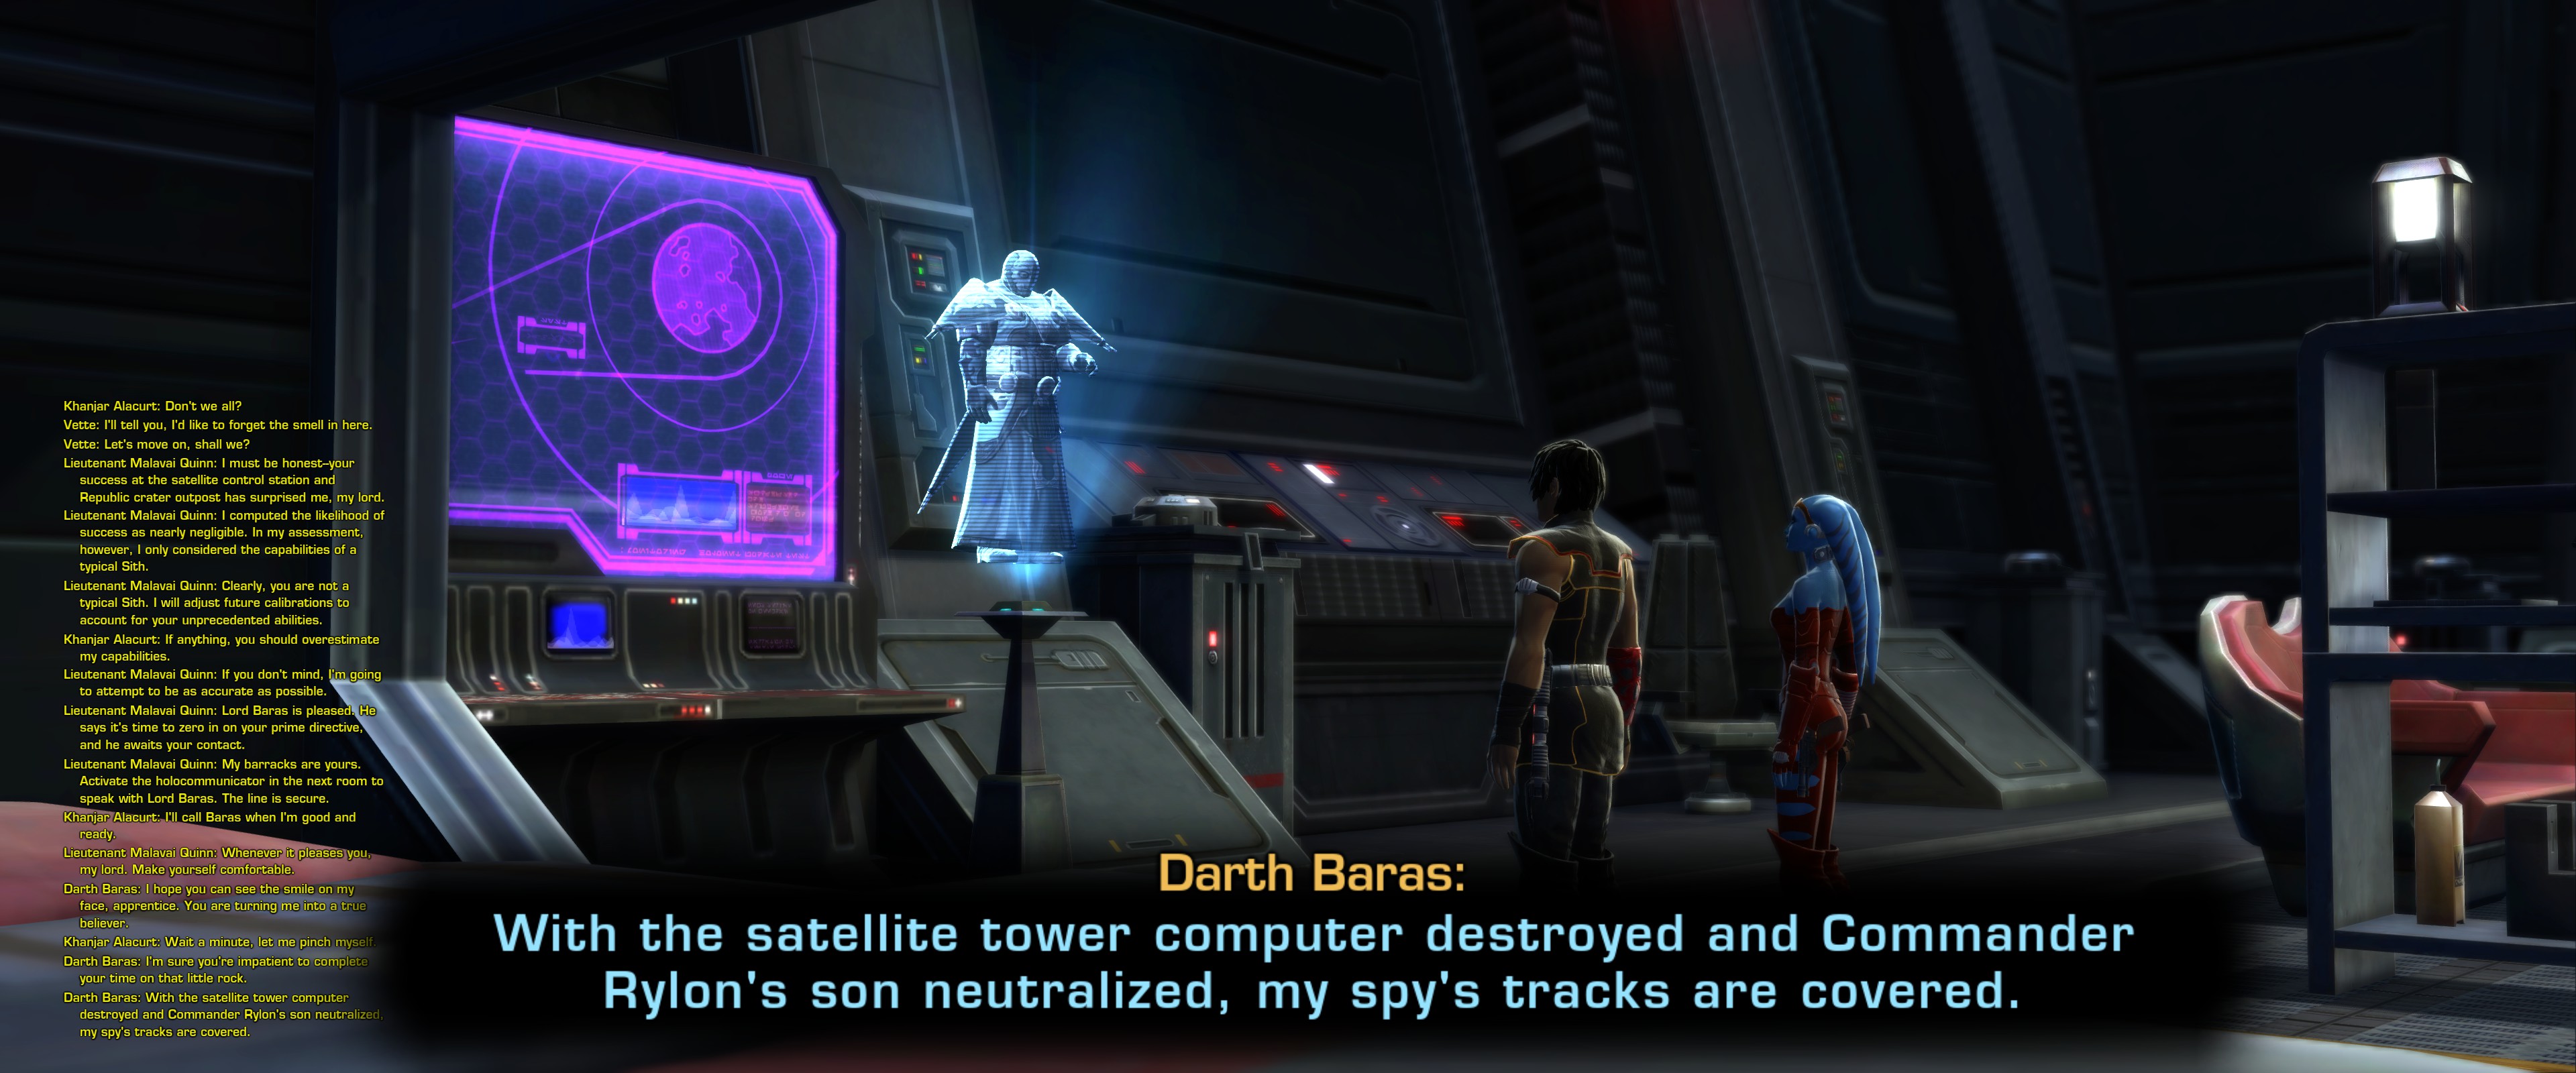 Khanjar Alacurt: Don't we all?
Vette: I'll tell you, I'd like to forget the smell in here.
Vette: Let's move on, shall we?
Lieutenant Malavai Quinn: I must be honest–your
success at the satellite control station and
Republic crater outpost has surprised me, my lord.
Lieutenant Malavai Quinn: I computed the likelihood of
success as nearly negligible. In my assessment,
however, I only considered the capabilities of a
typical Sith.
Lieutenant Malavai Quinn: Clearly, you are not a
typical Sith. I will adjust future calibrations to
account for your unprecedented abilities.
Khanjar Alacurt: If anything, you should overestimate
my capabilities.
Lieutenant Malavai Quinn: If you don't mind, I'm going
to attempt to be as accurate as possible.
Lieutenant Malavai Quinn: Lord Baras is pleased. He
says it's time to zero in on your prime directive,
and he awaits your contact.
Lieutenant Malavai Quinn: My barracks are yours.
Activate the holocommunicator in the next room to
speak with Lord Baras. The line is secure.
Khanjar Alacurt: I'll call Baras when I'm good and
ready.
Lieutenant Malavai Quinn: Whenever it pleases you,
my lord. Make yourself comfortable.
Darth Baras: I hope you can see the smile on my
face, apprentice. You are turning me into a true
believer.
Khanjar Alacurt: Wait a minute, let me pinch myself.
Darth Baras: I'm sure you're impatient to complete
your time on that little rock.
Darth Baras: With the satellite tower computer
destroyed and Commander Rylon's son neutralized,
my spy's tracks are covered.
Darth Baras:
With the satellite tower computer destroyed and Commander
Rylon's son neutralized, my spy's tracks are covered.